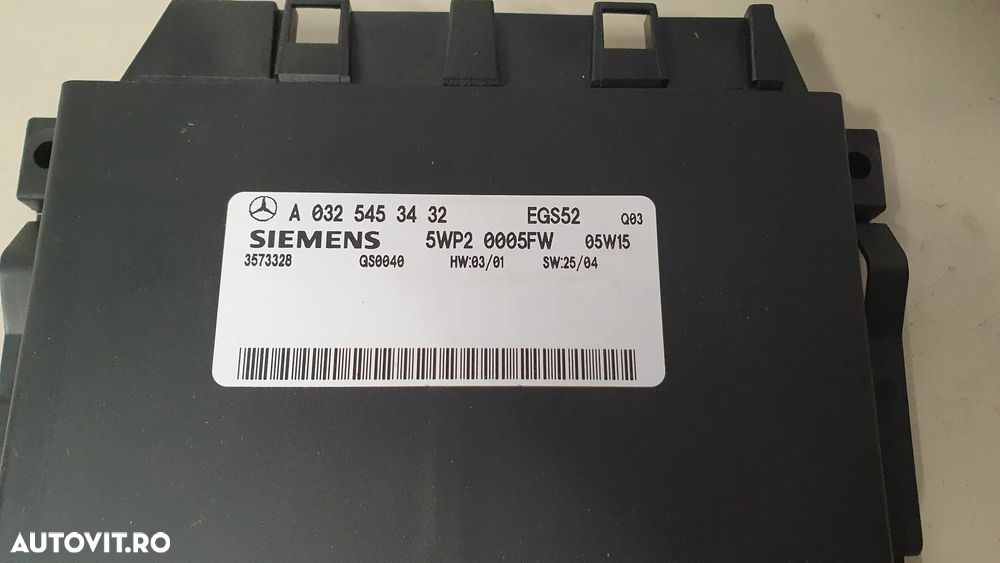 A 032 545 34 32 EGS52 Q03
SIEMENS 5WP2 0005FW 05W15
3573328 GS0040 HW:03/01 SW:25/04
AUTOVIT.RO